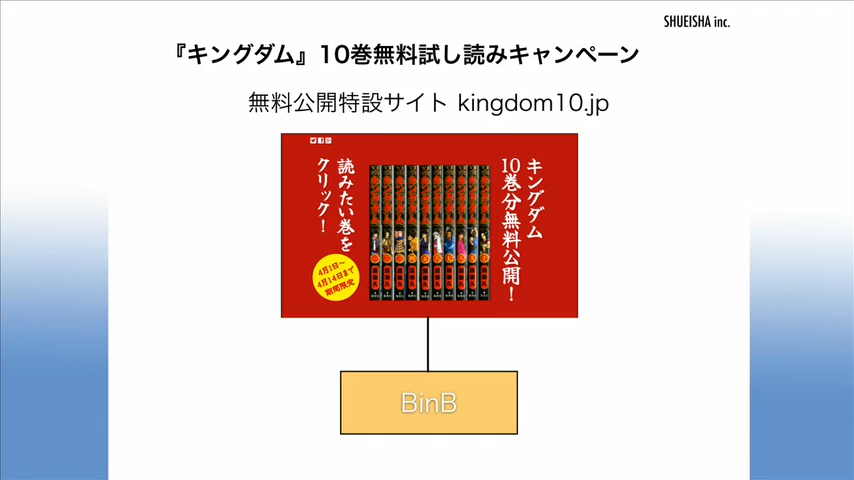 SHUEISHA inc.
『キングダム』10巻無料試し読みキャンペーン
無料公開特設サイト kingdom10.jp
キングダム
10巻分無料公開！
読みたい巻を
クリック！
4月1日〜
4月14日まで
期間限定
BinB